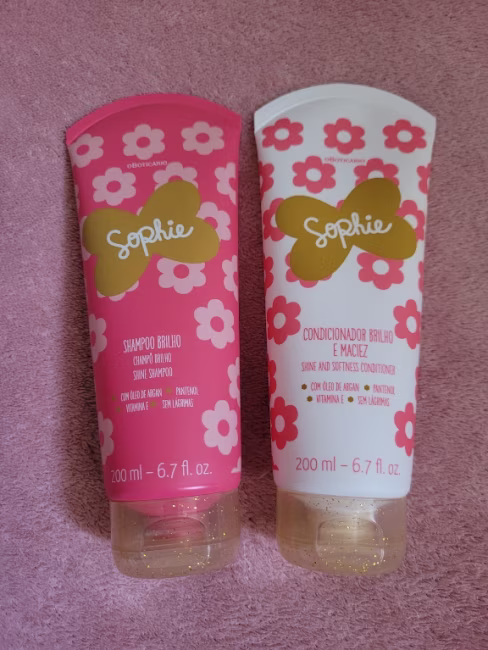 oBoticário
Sophie
SHAMPOO BRILHO
CHAMPÚ BRILHO
SHINE SHAMPOO
COM ÓLEO DE ARGAN • PANTENOL
• VITAMINA E • SEM LÁGRIMAS
200 ml – 6.7 fl. oz.
oBoticário
Sophie
CONDICIONADOR BRILHO
E MACIEZ
SHINE AND SOFTNESS CONDITIONER
COM ÓLEO DE ARGAN • PANTENOL
• VITAMINA E • SEM LÁGRIMAS
200 ml – 6.7 fl. oz.